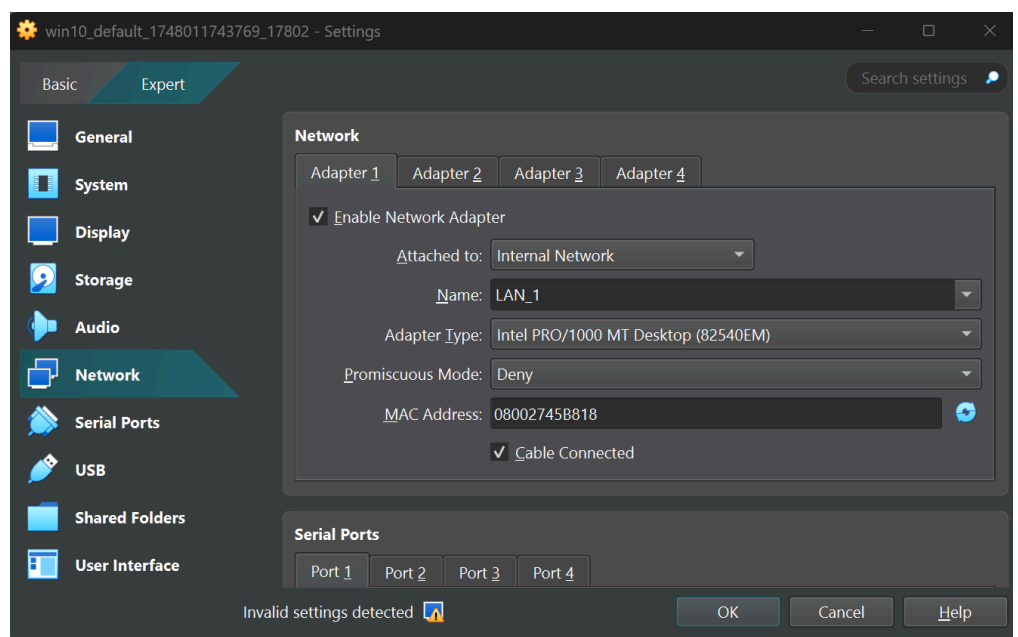 win10_default_1748011743769_17802 - Settings
Basic Expert Search settings
General
System
Display
Storage
Audio
Network
Serial Ports
USB
Shared Folders
User Interface
Network
Adapter 1 Adapter 2 Adapter 3 Adapter 4
Enable Network Adapter
Attached to: Internal Network
Name: LAN_1
Adapter Type: Intel PRO/1000 MT Desktop (82540EM)
Promiscuous Mode: Deny
MAC Address: 08002745B818
Cable Connected
Serial Ports
Port 1 Port 2 Port 3 Port 4
Invalid settings detected OK Cancel Help